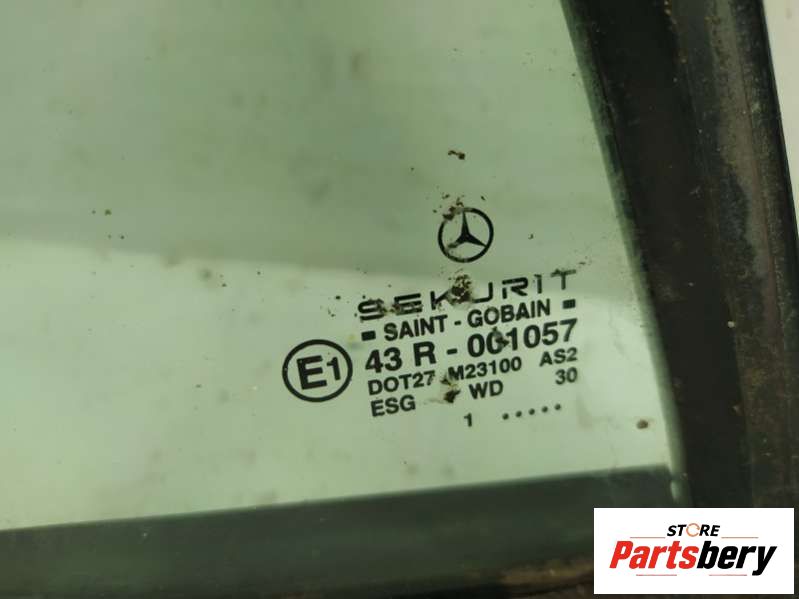 SEKURIT
SAINT - GOBAIN
E1
43 R - 001057
DOT27 M23100 AS2
ESG WD 30
1 •••••
STORE
Partsbery